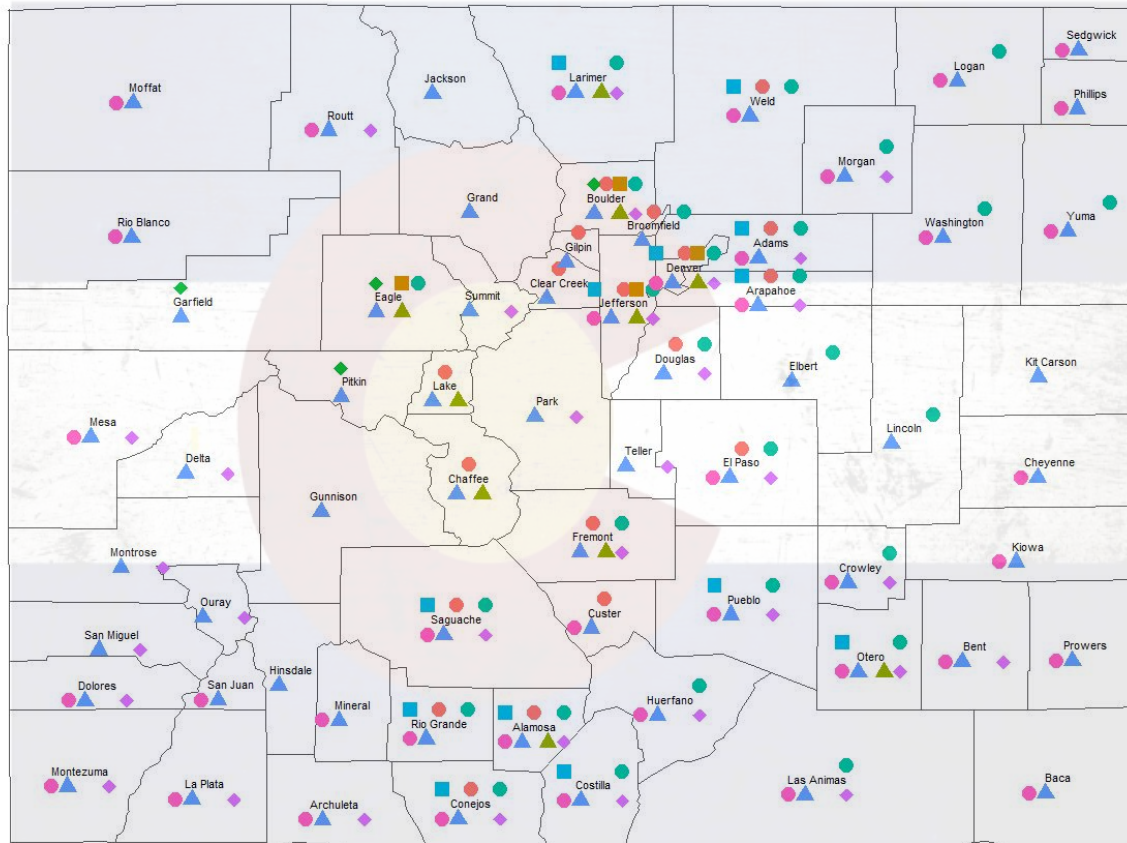 Sedgwick
Logan
Jackson
Larimer
Moffat
Weld
Phillips
Routt
Morgan
Boulder
Grand
Rio Blanco
Broomfield
Washington
Yuma
Gilpin
Adams
Denver
Clear Creek
Arapahoe
Garfield
Eagle
Summit
Jefferson
Douglas
Elbert
Kit Carson
Pitkin
Lake
Park
Mesa
Lincoln
Delta
Teller
El Paso
Cheyenne
Chaffee
Gunnison
Fremont
Kiowa
Montrose
Crowley
Ouray
Saguache
Custer
Pueblo
San Miguel
Otero
Bent
Prowers
Dolores
San Juan
Hinsdale
Mineral
Huerfano
Rio Grande
Alamosa
Montezuma
La Plata
Costilla
Las Animas
Baca
Archuleta
Conejos